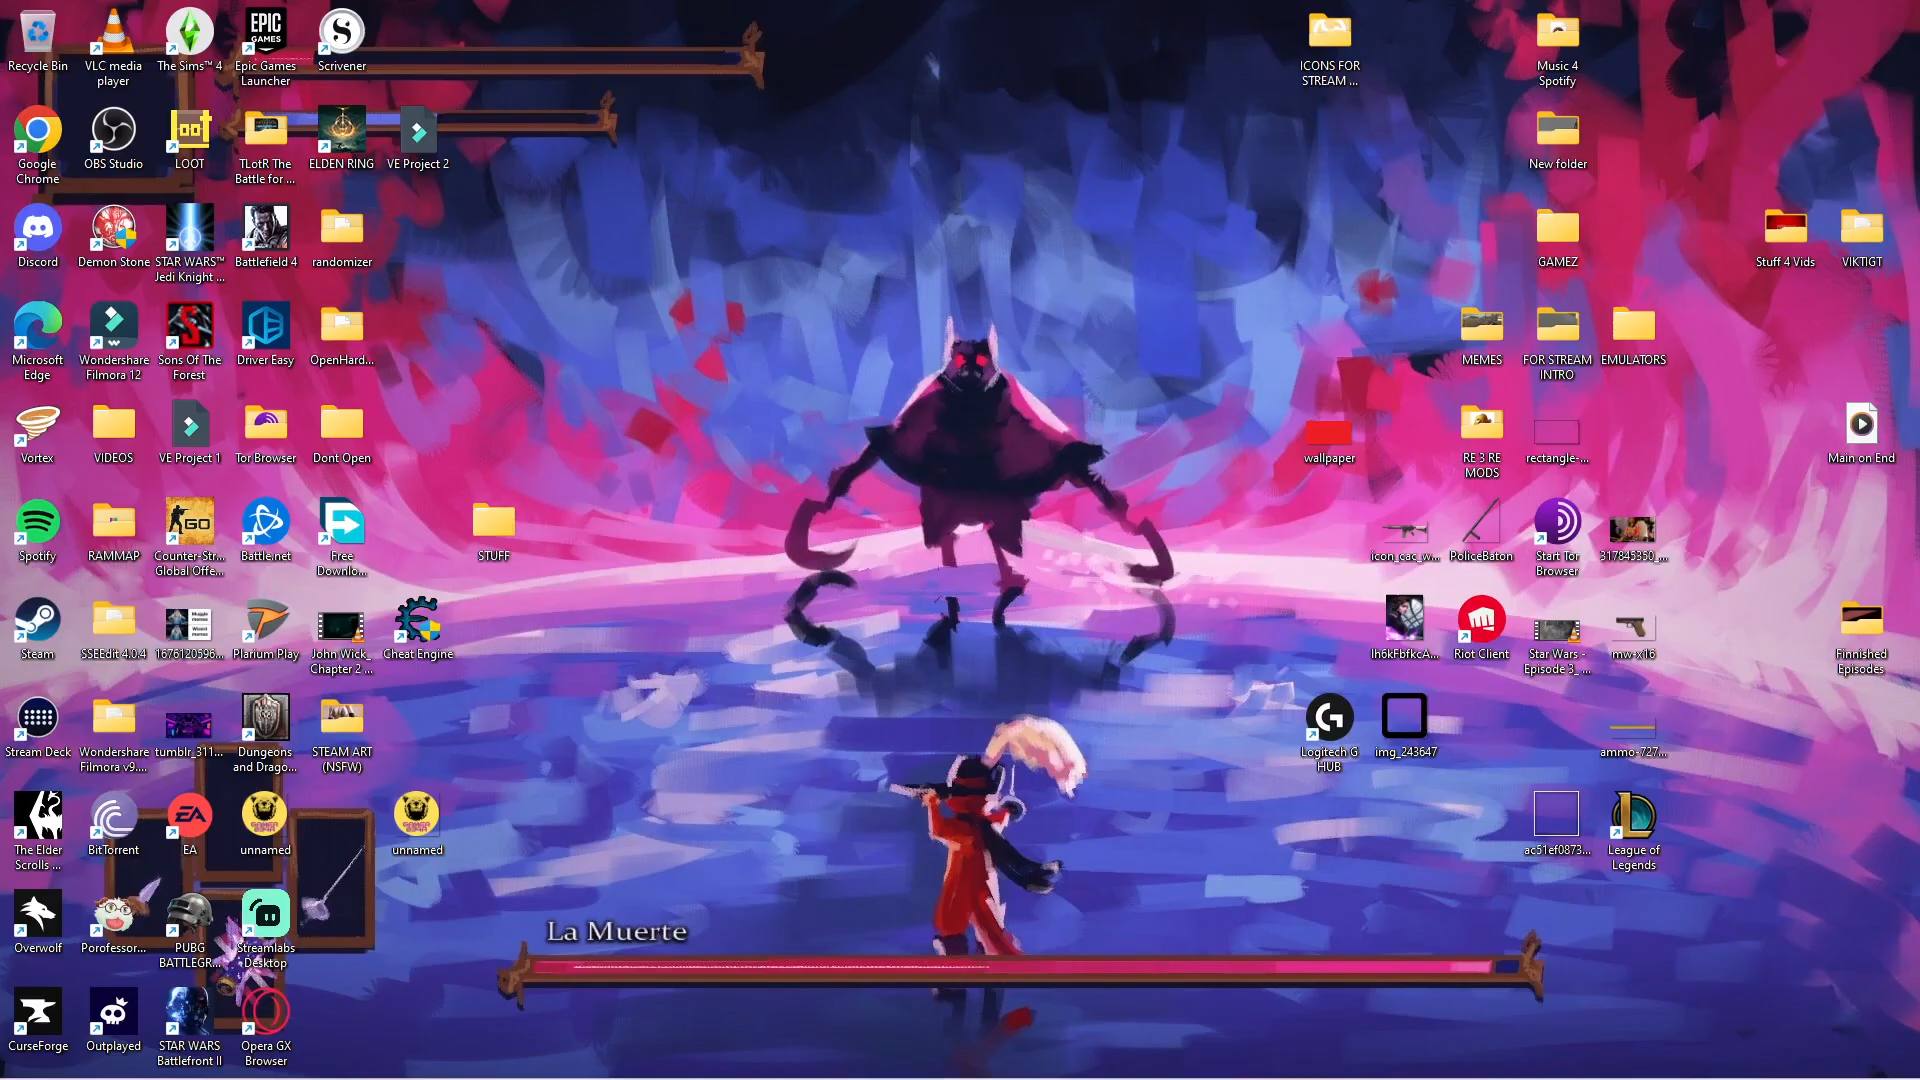 Recycle Bin
VLC media
player
The Sims™ 4
EPIC
GAMES
Epic Games
Launcher
Scrivener
ICONS FOR
STREAM ...
Music 4
Spotify
Google
Chrome
OBS Studio
LOOT
TLotR The
Battle for ...
ELDEN RING
VE Project 2
New folder
Discord
Demon Stone
STAR WARS™
Jedi Knight ...
Battlefield 4
randomizer
GAMEZ
Stuff 4 Vids
VIKTIGT
Microsoft
Edge
Wondershare
Filmora 12
Sons Of The
Forest
Driver Easy
OpenHard...
MEMES
FOR STREAM
INTRO
EMULATORS
Vortex
VIDEOS
VE Project 1
Tor Browser
Dont Open
wallpaper
RE 3 RE
MODS
rectangle-...
Main on End
Spotify
RAMMAP
GO
Counter-Str...
Global Offe...
Battle.net
Free
Downlo...
STUFF
icon_cac_w...
PoliceBaton
Start Tor
Browser
317845350_...
Steam
SSEEdit 4.0.4
1676120596...
Plarium Play
John Wick_
Chapter 2 ...
Cheat Engine
Riot Client
Star Wars -
Episode 3_ ...
mw-x16
Finnished
Episodes
Stream Deck
Wondershare
Filmora v9....
tumblr_311...
Dungeons
and Drago...
STEAM ART
(NSFW)
Logitech G
HUB
img_243647
ammo-727...
The Elder
Scrolls ...
BitTorrent
EA
EA
unnamed
unnamed
ac51ef0873...
League of
Legends
Overwolf
Porofessor...
PUBG
BATTLEGR...
Streamlabs
Desktop
La Muerte
CurseForge
Outplayed
STAR WARS
Battlefront II
Opera GX
Browser